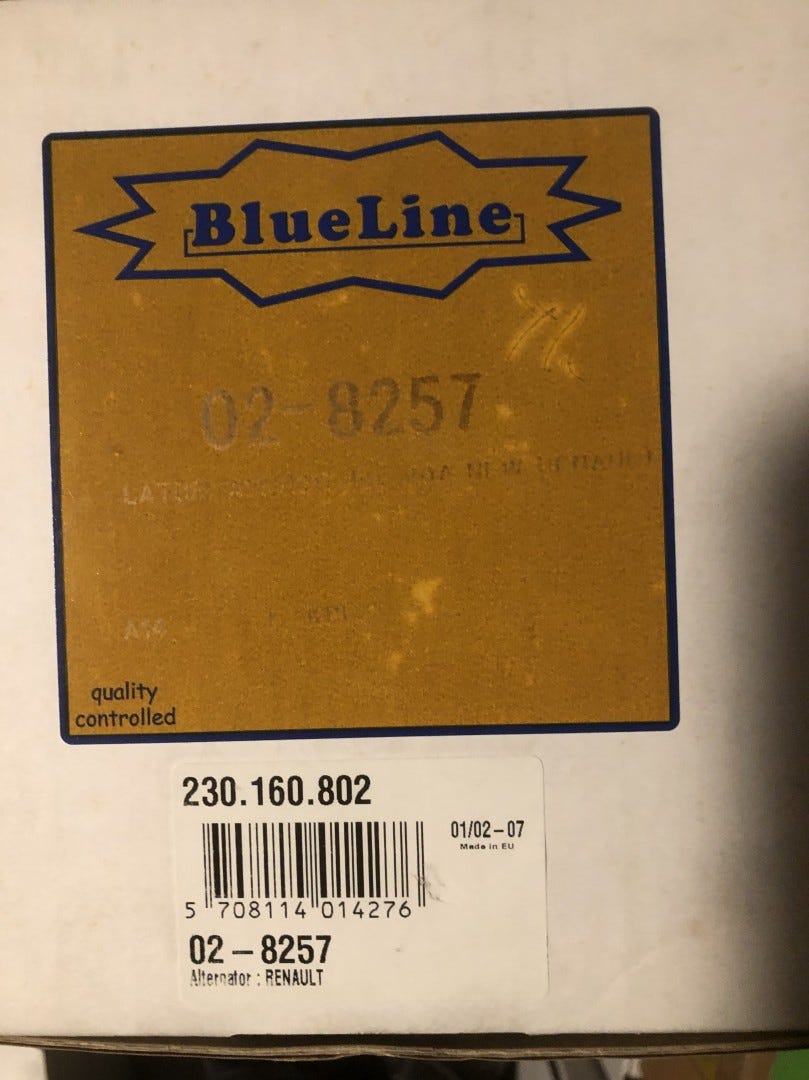 BlueLine
02-8257
NEW
quality
controlled
230.160.802
01/02-07
Made in EU
5 708114 014276
02-8257
Alternator : RENAULT